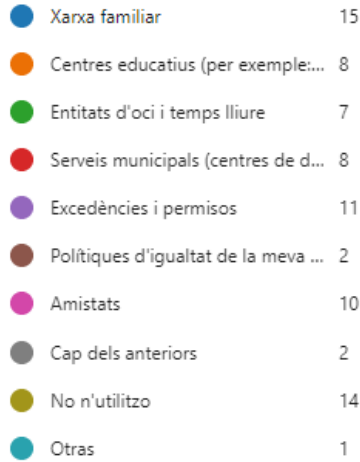 Xarxa familiar 15
Centres educatius (per exemple:... 8
Entitats d'oci i temps lliure 7
Serveis municipals (centres de d... 8
Excedències i permisos 11
Polítiques d'igualtat de la meva ... 2
Amistats 10
Cap dels anteriors 2
No n'utilitzo 14
Otras 1